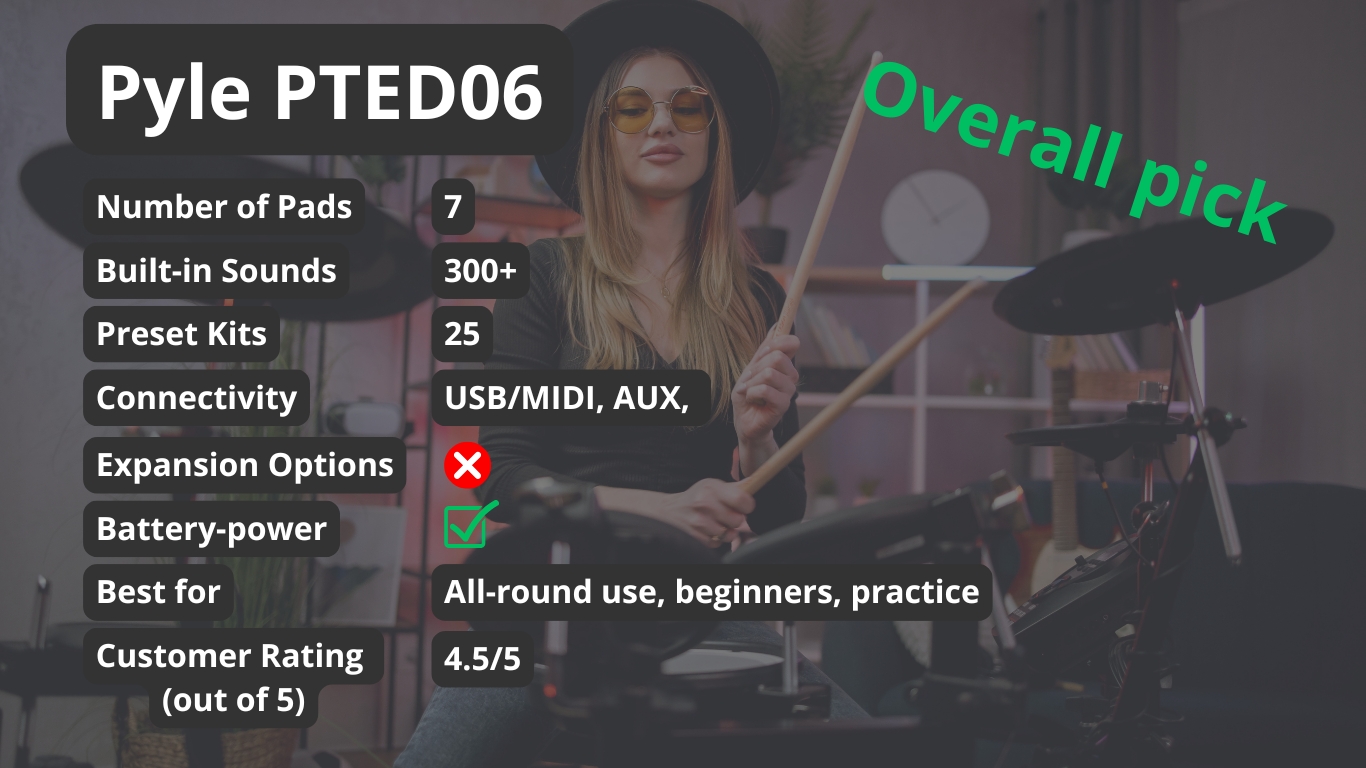 Pyle PTED06
Overall pick
Number of Pads 7
Built-in Sounds 300+
Preset Kits 25
Connectivity USB/MIDI, AUX,
Expansion Options
Battery-power
Best for All-round use, beginners, practice
Customer Rating 4.5/5
(out of 5)